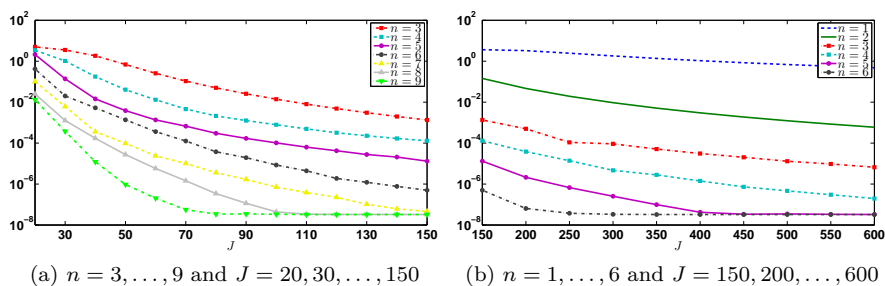 10^2
10^0
10^-2
10^-4
10^-6
10^-8
30 50 70 90 110 130 150
J
n = 3
n = 4
n = 5
n = 6
n = 7
n = 8
n = 9
(a) n = 3, . . . , 9 and J = 20, 30, . . . , 150
10^2
10^0
10^-2
10^-4
10^-6
10^-8
150 200 250 300 350 400 450 500 550 600
J
n = 1
n = 2
n = 3
n = 4
n = 5
n = 6
(b) n = 1, . . . , 6 and J = 150, 200, . . . , 600